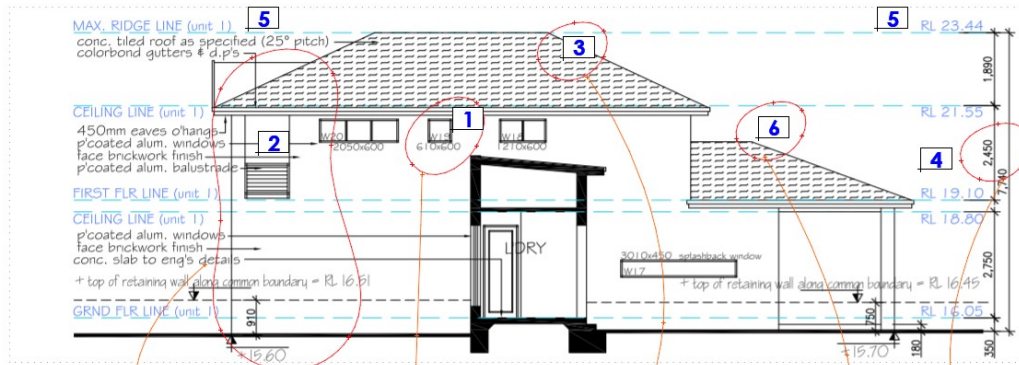 MAX. RIDGE LINE (unit 1)
5
5
RL 23.44
conc. tiled roof as specified (25° pitch)
colorbond gutters & d.p's
3
1,890
CEILING LINE (unit 1)
RL 21.55
450mm eaves o'hangs
p'coated alum. windows
face brickwork finish
p'coated alum. balustrade
2
W20
2050x600
W19
610x600
1
W18
1210x600
6
4
2,450
7,740
FIRST FLR LINE (unit 1)
RL 19.10
CEILING LINE (unit 1)
RL 18.80
p'coated alum. windows
face brickwork finish
conc. slab to eng's details
L'DRY
3010x450 splashback window
W17
2,750
+ top of retaining wall along common boundary = RL 16.51
+ top of retaining wall along common boundary = RL 16.45
GRND FLR LINE (unit 1)
910
750
RL 16.05
+15.60
+15.70
180
350